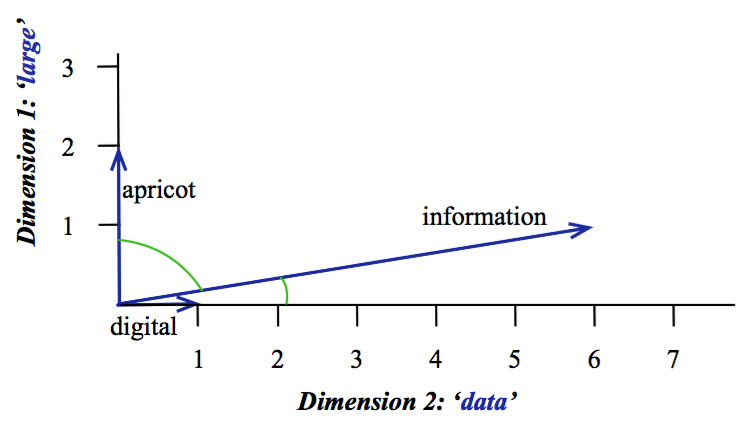 Dimension 1: ‘large’
3
2
1
apricot
information
digital
1 2 3 4 5 6 7
Dimension 2: ‘data’